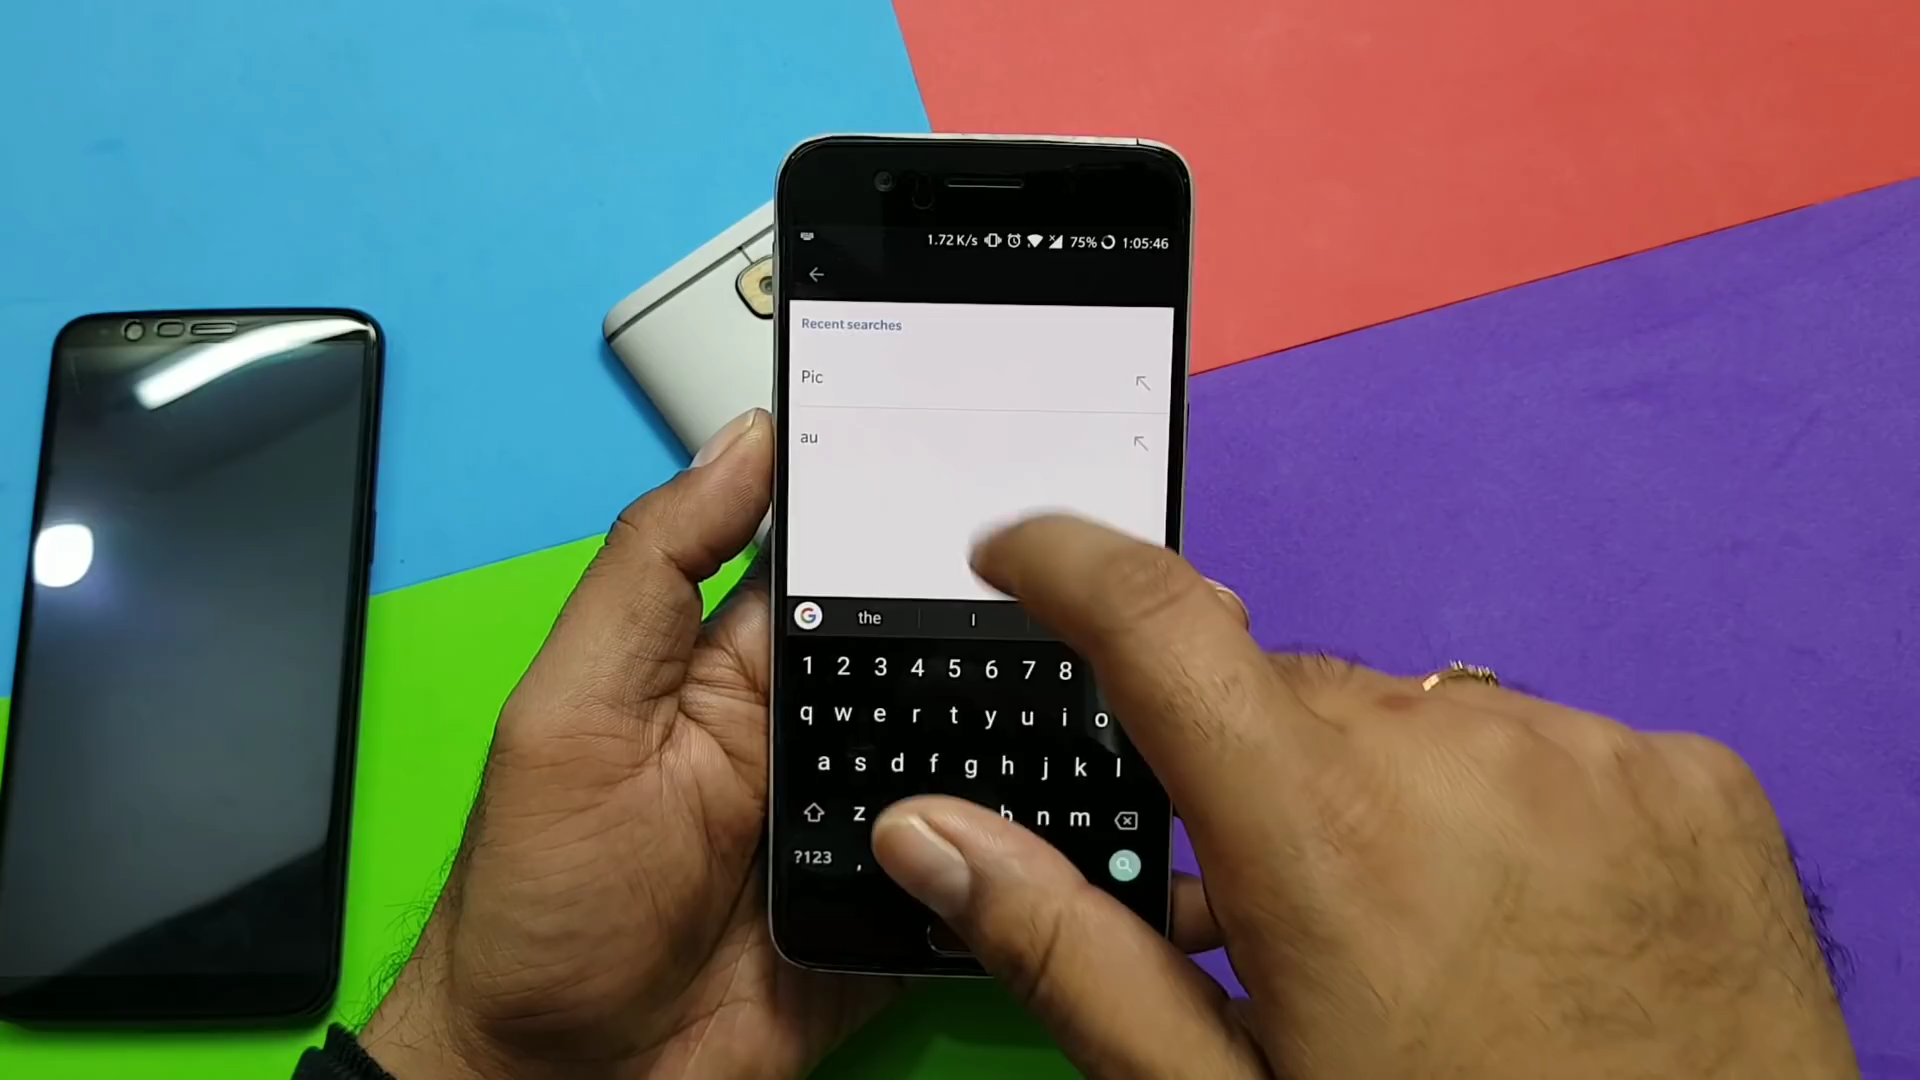 1.72 K/s 75% 1:05:46
Recent searches
Pic
au
G the I
1 2 3 4 5 6 7 8
q w e r t y u i o
a s d f g h j k l
z b n m
?123 ,